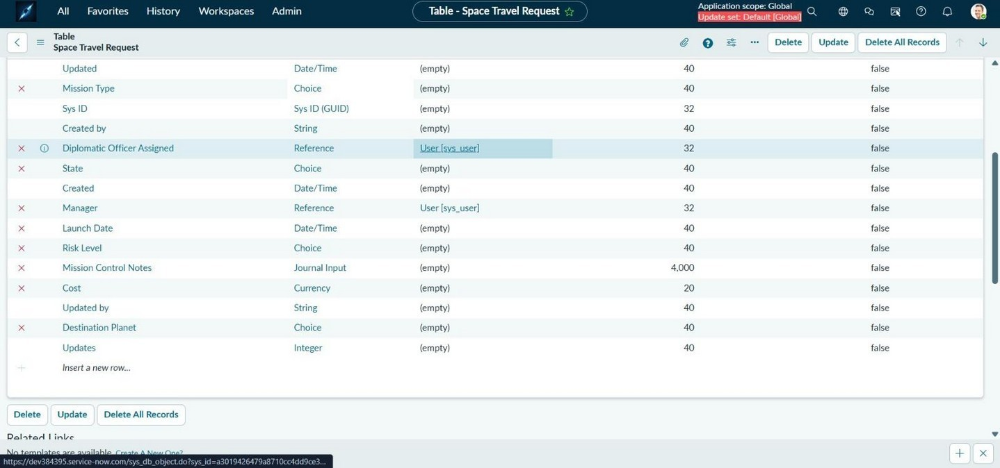 All Favorites History Workspaces Admin Table - Space Travel Request Application scope: Global
Update set: Default [Global]
Table
Space Travel Request Delete Update Delete All Records
Updated Date/Time (empty) 40 false
Mission Type Choice (empty) 40 false
Sys ID Sys ID (GUID) (empty) 32 false
Created by String (empty) 40 false
Diplomatic Officer Assigned Reference User [sys_user] 32 false
State Choice (empty) 40 false
Created Date/Time (empty) 40 false
Manager Reference User [sys_user] 32 false
Launch Date Date/Time (empty) 40 false
Risk Level Choice (empty) 40 false
Mission Control Notes Journal Input (empty) 4,000 false
Cost Currency (empty) 20 false
Updated by String (empty) 40 false
Destination Planet Choice (empty) 40 false
Updates Integer (empty) 40 false
Insert a new row...
Delete Update Delete All Records
Related Links
No templates are available Create A New One?
https://dev384395.service-now.com/sys_db_object.do?sys_id=a3019426479a8710cc4dd9ce3...